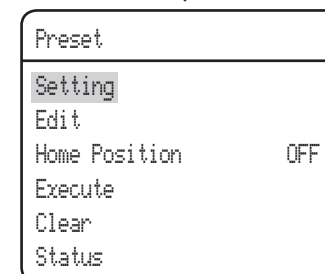 Preset
Setting
Edit
Home Position OFF
Execute
Clear
Status